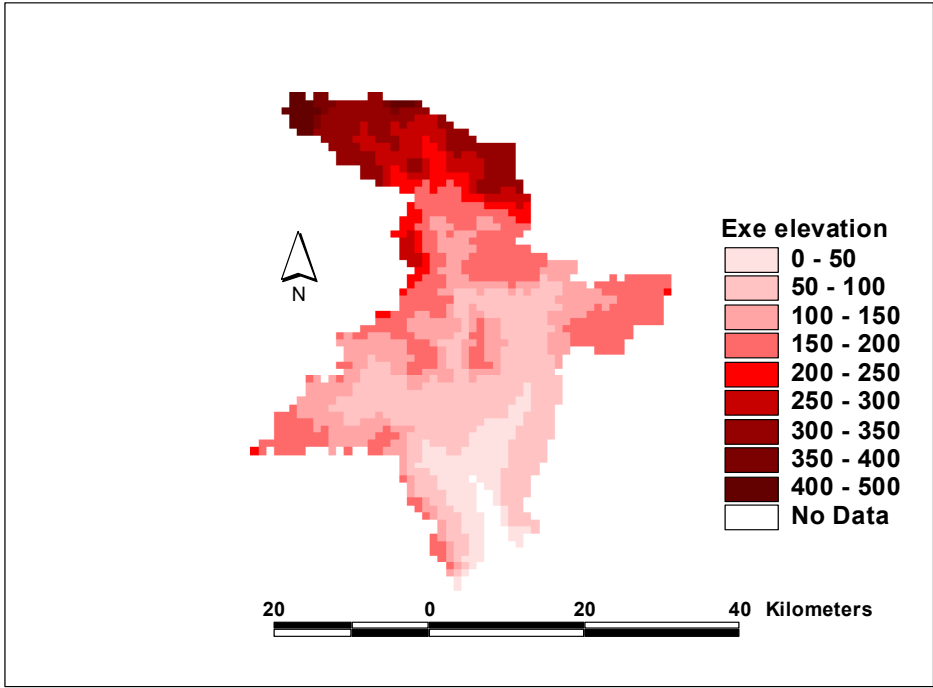 N
Exe elevation
0 - 50
50 - 100
100 - 150
150 - 200
200 - 250
250 - 300
300 - 350
350 - 400
400 - 500
No Data
20 0 20 40 Kilometers